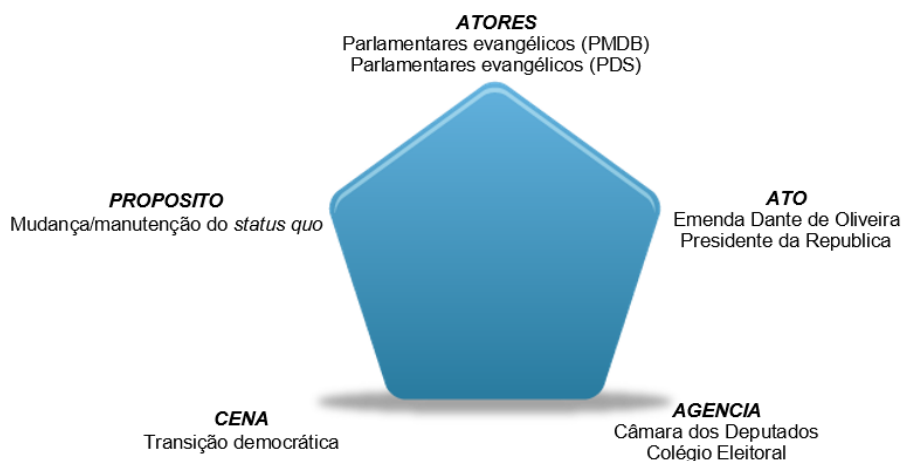 ATORES
Parlamentares evangélicos (PMDB)
Parlamentares evangélicos (PDS)
PROPOSITO
Mudança/manutenção do status quo
ATO
Emenda Dante de Oliveira
Presidente da Republica
CENA
Transição democrática
AGENCIA
Câmara dos Deputados
Colégio Eleitoral